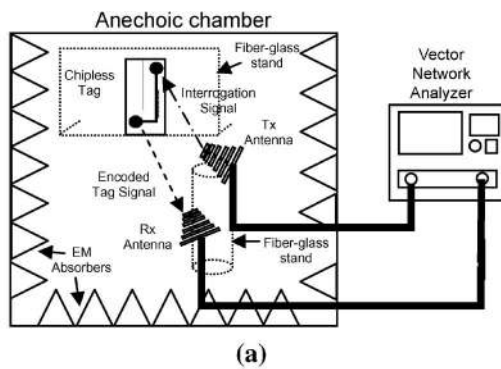 Anechoic chamber
Fiber-glass
stand
Chipless
Tag
Interrogation
Signal
Tx
Antenna
Vector
Network
Analyzer
Encoded
Tag Signal
Rx
Antenna
Fiber-glass
stand
EM
Absorbers
(a)